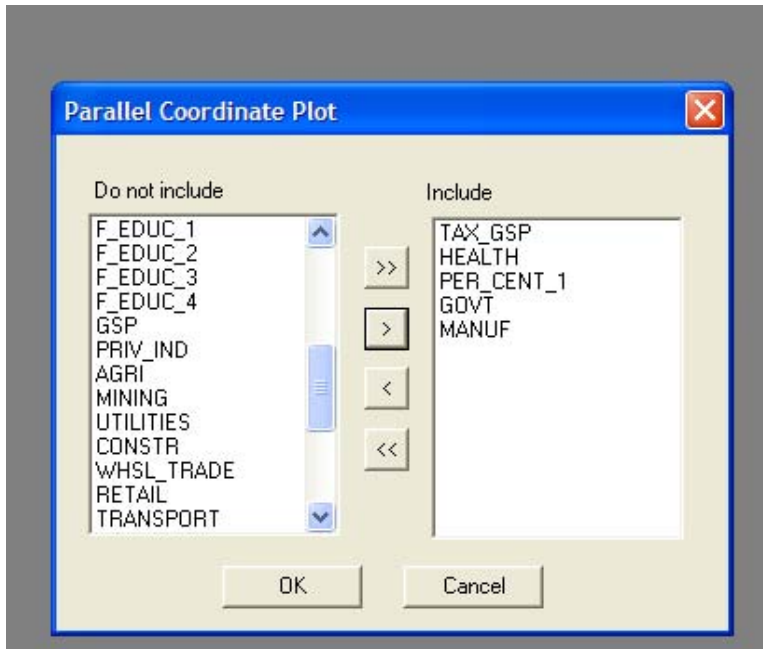 Parallel Coordinate Plot
Do not include
F_EDUC_1
F_EDUC_2
F_EDUC_3
F_EDUC_4
GSP
PRIV_IND
AGRI
MINING
UTILITIES
CONSTR
WHSL_TRADE
RETAIL
TRANSPORT
>>
>
<
<<
Include
TAX_GSP
HEALTH
PER_CENT_1
GOVT
MANUF
OK
Cancel